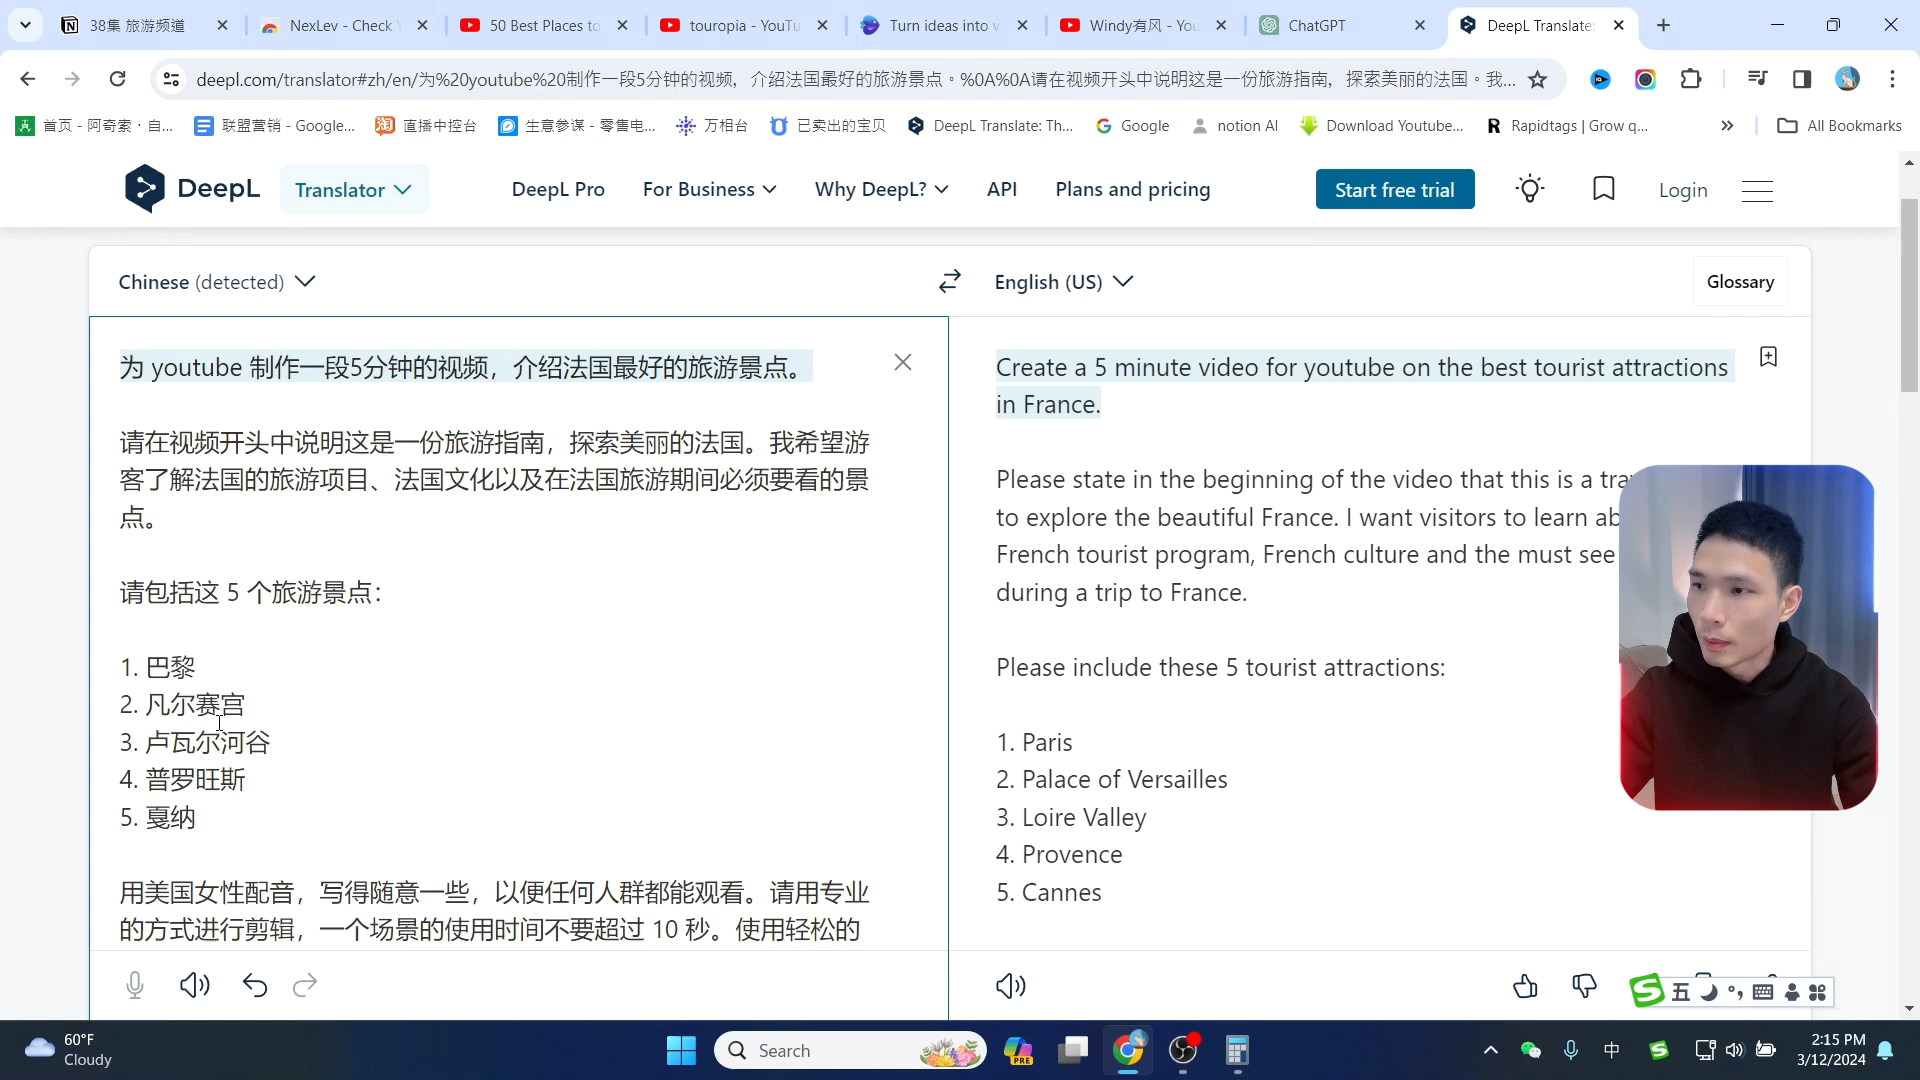 38集 旅游频道
NexLev - Check
50 Best Places to
touropia - YouTu
Turn ideas into v
Windy有风 - You
ChatGPT
DeepL Translate:
deepl.com/translator#zh/en/为%20youtube%20制作一段5分钟的视频，介绍法国最好的旅游景点。%0A%0A请在视频开头中说明这是一份旅游指南，探索美丽的法国。我...
首页 - 阿奇索 · 自...
联盟营销 - Google...
直播中控台
生意参谋 - 零售电...
万相台
已卖出的宝贝
DeepL Translate: Th...
Google
notion AI
Download Youtube...
Rapidtags | Grow q...
All Bookmarks
DeepL
Translator
DeepL Pro
For Business
Why DeepL?
API
Plans and pricing
Start free trial
Login
Chinese (detected)
English (US)
Glossary
为 youtube 制作一段5分钟的视频，介绍法国最好的旅游景点。
请在视频开头中说明这是一份旅游指南，探索美丽的法国。我希望游
客了解法国的旅游项目、法国文化以及在法国旅游期间必须要看的景
点。
请包括这 5 个旅游景点：
1. 巴黎
2. 凡尔赛宫
3. 卢瓦尔河谷
4. 普罗旺斯
5. 戛纳
用美国女性配音，写得随意一些，以便任何人群都能观看。请用专业
的方式进行剪辑，一个场景的使用时间不要超过 10 秒。使用轻松的
Create a 5 minute video for youtube on the best tourist attractions
in France.
Please state in the beginning of the video that this is a tra
to explore the beautiful France. I want visitors to learn ab
French tourist program, French culture and the must see
during a trip to France.
Please include these 5 tourist attractions:
1. Paris
2. Palace of Versailles
3. Loire Valley
4. Provence
5. Cannes
五
60°F
Cloudy
Search
PRE
中
2:15 PM
3/12/2024